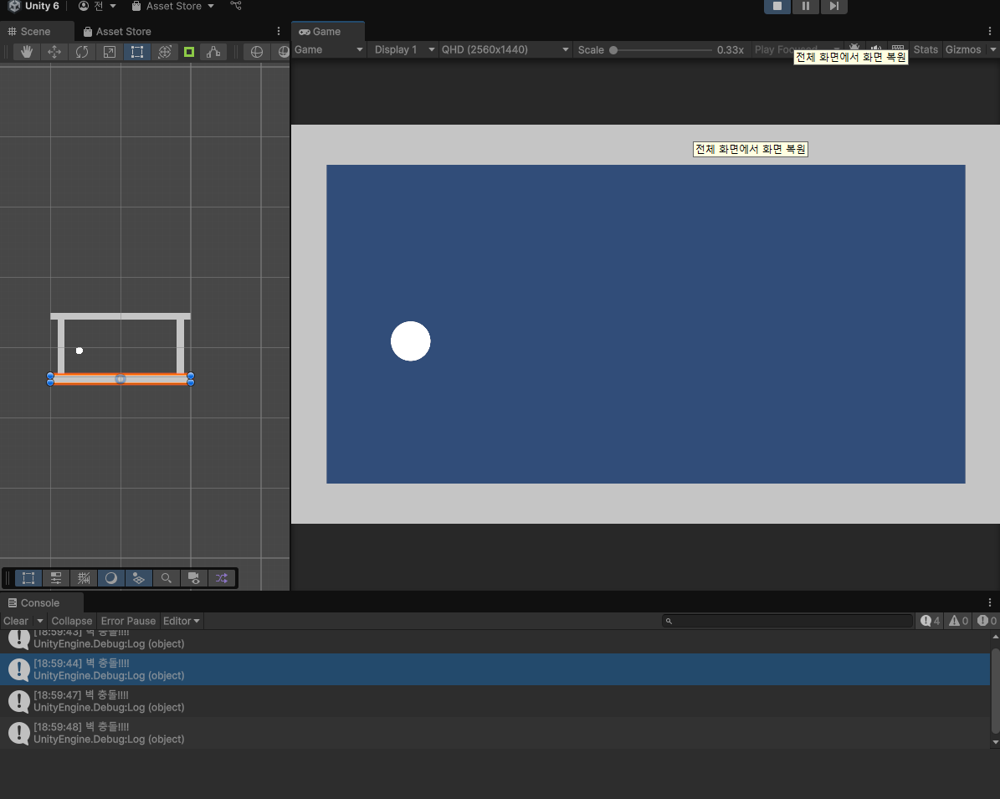 Unity 6 전 Asset Store
Scene Asset Store
Game
Game Display 1 QHD (2560x1440) Scale 0.33x Play Focused Stats Gizmos
전체 화면에서 화면 복원
전체 화면에서 화면 복원
Console
Clear Collapse Error Pause Editor 4 0 0
[18:59:43] 벽 충돌!!!!
UnityEngine.Debug:Log (object)
[18:59:44] 벽 충돌!!!!
UnityEngine.Debug:Log (object)
[18:59:47] 벽 충돌!!!!
UnityEngine.Debug:Log (object)
[18:59:48] 벽 충돌!!!!
UnityEngine.Debug:Log (object)